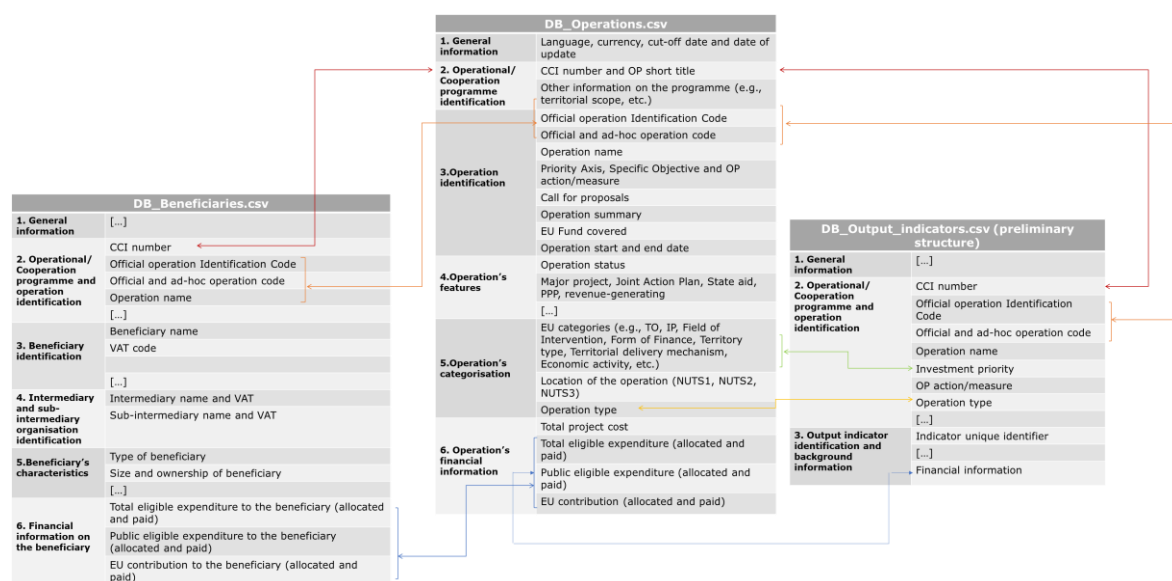 DB_Operations.csv
1. General
information
Language, currency, cut-off date and date of
update
2. Operational/
Cooperation
programme
identification
CCI number and OP short title
Other information on the programme (e.g.,
territorial scope, etc.)
3.Operation
identification
Official operation Identification Code
Official and ad-hoc operation code
Operation name
Priority Axis, Specific Objective and OP
action/measure
Call for proposals
Operation summary
EU Fund covered
Operation start and end date
4.Operation's
features
Operation status
Major project, Joint Action Plan, State aid,
PPP, revenue-generating
[...]
5.Operation's
categorisation
EU categories (e.g., TO, IP, Field of
Intervention, Form of Finance, Territory
type, Territorial delivery mechanism,
Economic activity, etc.)
Location of the operation (NUTS1, NUTS2,
NUTS3)
Operation type
6. Operation's
financial
information
Total project cost
Total eligible expenditure (allocated and
paid)
Public eligible expenditure (allocated and
paid)
EU contribution (allocated and paid)
DB_Beneficiaries.csv
1. General
information
[...]
2. Operational/
Cooperation
programme and
operation
identification
CCI number
Official operation Identification Code
Official and ad-hoc operation code
Operation name
[...]
3. Beneficiary
identification
Beneficiary name
VAT code
[...]
4. Intermediary
and sub-
intermediary
organisation
identification
Intermediary name and VAT
Sub-intermediary name and VAT
5.Beneficiary's
characteristics
Type of beneficiary
Size and ownership of beneficiary
[...]
6. Financial
information on
the beneficiary
Total eligible expenditure to the beneficiary (allocated
and paid)
Public eligible expenditure to the beneficiary
(allocated and paid)
EU contribution to the beneficiary (allocated and
paid)
DB_Output_indicators.csv (preliminary
structure)
1. General
information
[...]
2. Operational/
Cooperation
programme and
operation
identification
CCI number
Official operation Identification
Code
Official and ad-hoc operation code
Operation name
Investment priority
OP action/measure
Operation type
[...]
3. Output indicator
identification and
background
information
Indicator unique identifier
[...]
Financial information